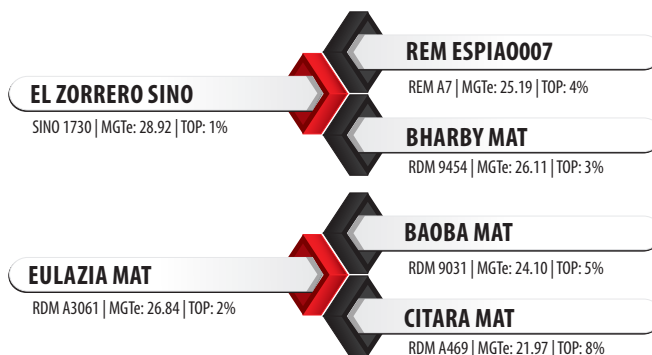 REM ESPIAO007
REM A7 | MGTe: 25.19 | TOP: 4%
EL ZORRERO SINO
SINO 1730 | MGTe: 28.92 | TOP: 1%
BHARBY MAT
RDM 9454 | MGTe: 26.11 | TOP: 3%
BAOBA MAT
RDM 9031 | MGTe: 24.10 | TOP: 5%
EULAZIA MAT
RDM A3061 | MGTe: 26.84 | TOP: 2%
CITARA MAT
RDM A469 | MGTe: 21.97 | TOP: 8%